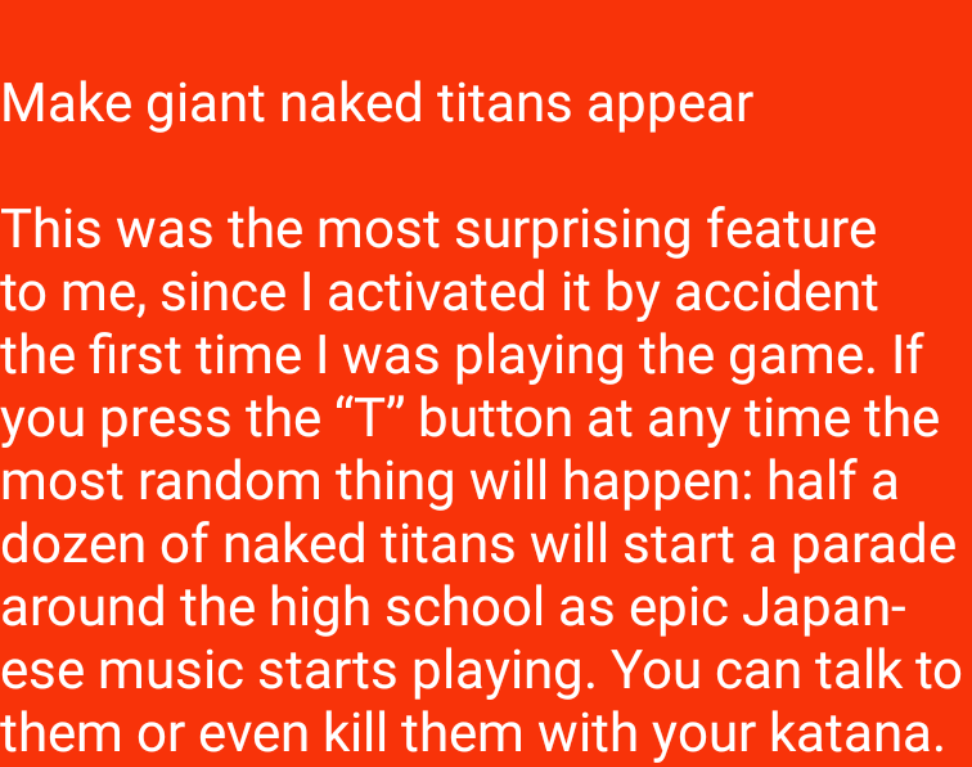 Make giant naked titans appear
This was the most surprising feature
to me, since I activated it by accident
the first time I was playing the game. If
you press the “T” button at any time the
most random thing will happen: half a
dozen of naked titans will start a parade
around the high school as epic Japan-
ese music starts playing. You can talk to
them or even kill them with your katana.